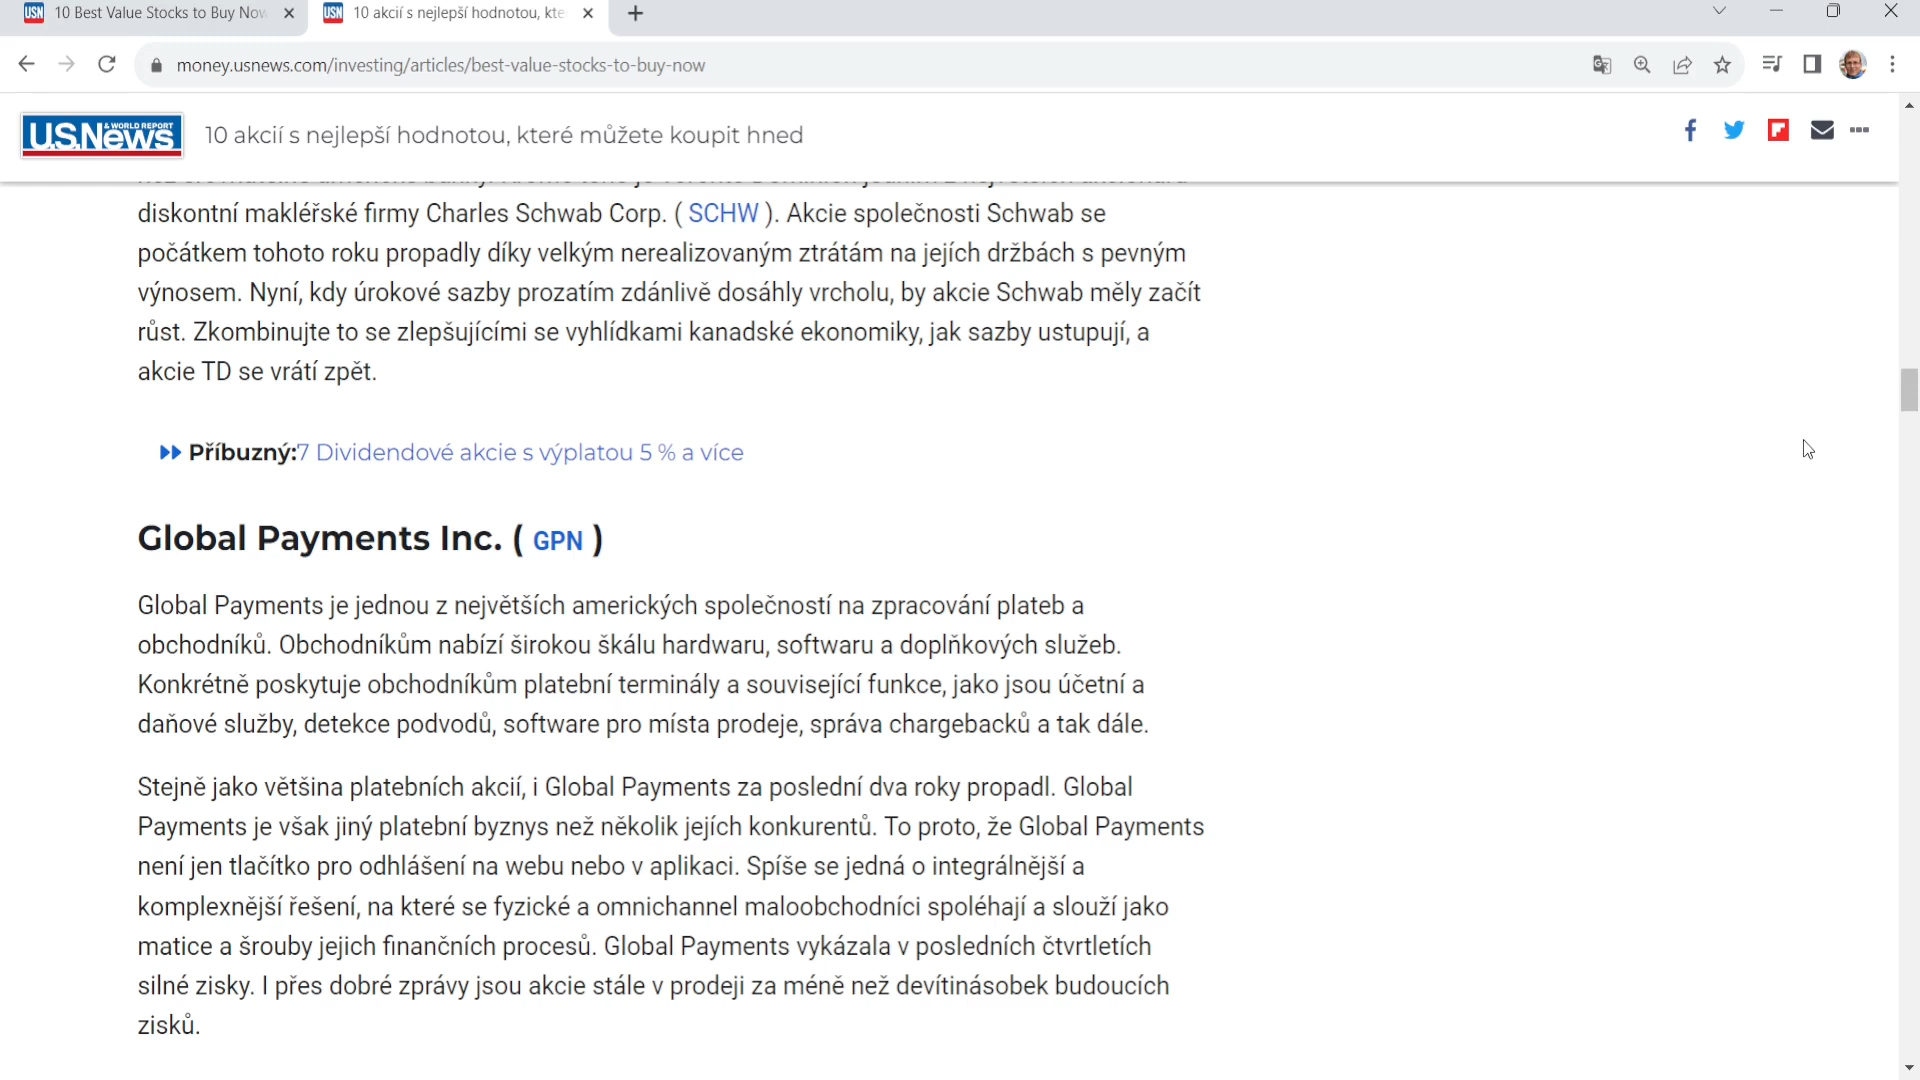 10 Best Value Stocks to Buy Now
10 akcií s nejlepší hodnotou, kte
money.usnews.com/investing/articles/best-value-stocks-to-buy-now
U.S.News & WORLD REPORT
10 akcií s nejlepší hodnotou, které můžete koupit hned
diskontní makléřské firmy Charles Schwab Corp. ( SCHW ). Akcie společnosti Schwab se
počátkem tohoto roku propadly díky velkým nerealizovaným ztrátám na jejích držbách s pevným
výnosem. Nyní, kdy úrokové sazby prozatím zdánlivě dosáhly vrcholu, by akcie Schwab měly začít
růst. Zkombinujte to se zlepšujícími se vyhlídkami kanadské ekonomiky, jak sazby ustupují, a
akcie TD se vrátí zpět.
Příbuzný:7 Dividendové akcie s výplatou 5 % a více
Global Payments Inc. ( GPN )
Global Payments je jednou z největších amerických společností na zpracování plateb a
obchodníků. Obchodníkům nabízí širokou škálu hardwaru, softwaru a doplňkových služeb.
Konkrétně poskytuje obchodníkům platební terminály a související funkce, jako jsou účetní a
daňové služby, detekce podvodů, software pro místa prodeje, správa chargebacků a tak dále.
Stejně jako většina platebních akcií, i Global Payments za poslední dva roky propadl. Global
Payments je však jiný platební byznys než několik jejích konkurentů. To proto, že Global Payments
není jen tlačítko pro odhlášení na webu nebo v aplikaci. Spíše se jedná o integrálnější a
komplexnější řešení, na které se fyzické a omnichannel maloobchodníci spoléhají a slouží jako
matice a šrouby jejich finančních procesů. Global Payments vykázala v posledních čtvrtletích
silné zisky. I přes dobré zprávy jsou akcie stále v prodeji za méně než devítinásobek budoucích
zisků.